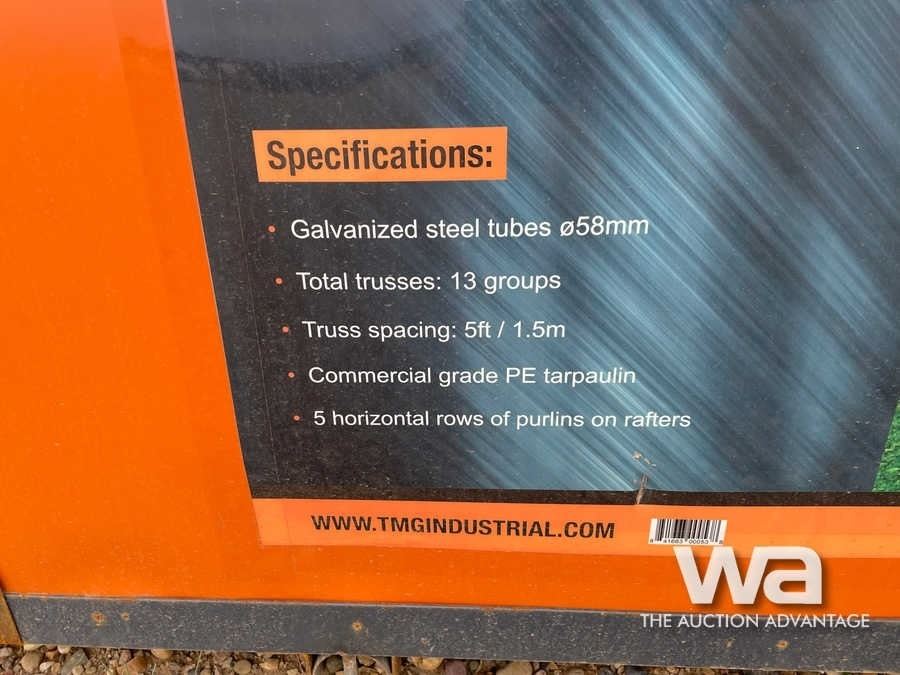 Specifications:
• Galvanized steel tubes ø58mm
• Total trusses: 13 groups
• Truss spacing: 5ft / 1.5m
• Commercial grade PE tarpaulin
• 5 horizontal rows of purlins on rafters
WWW.TMGINDUSTRIAL.COM
wa
THE AUCTION ADVANTAGE